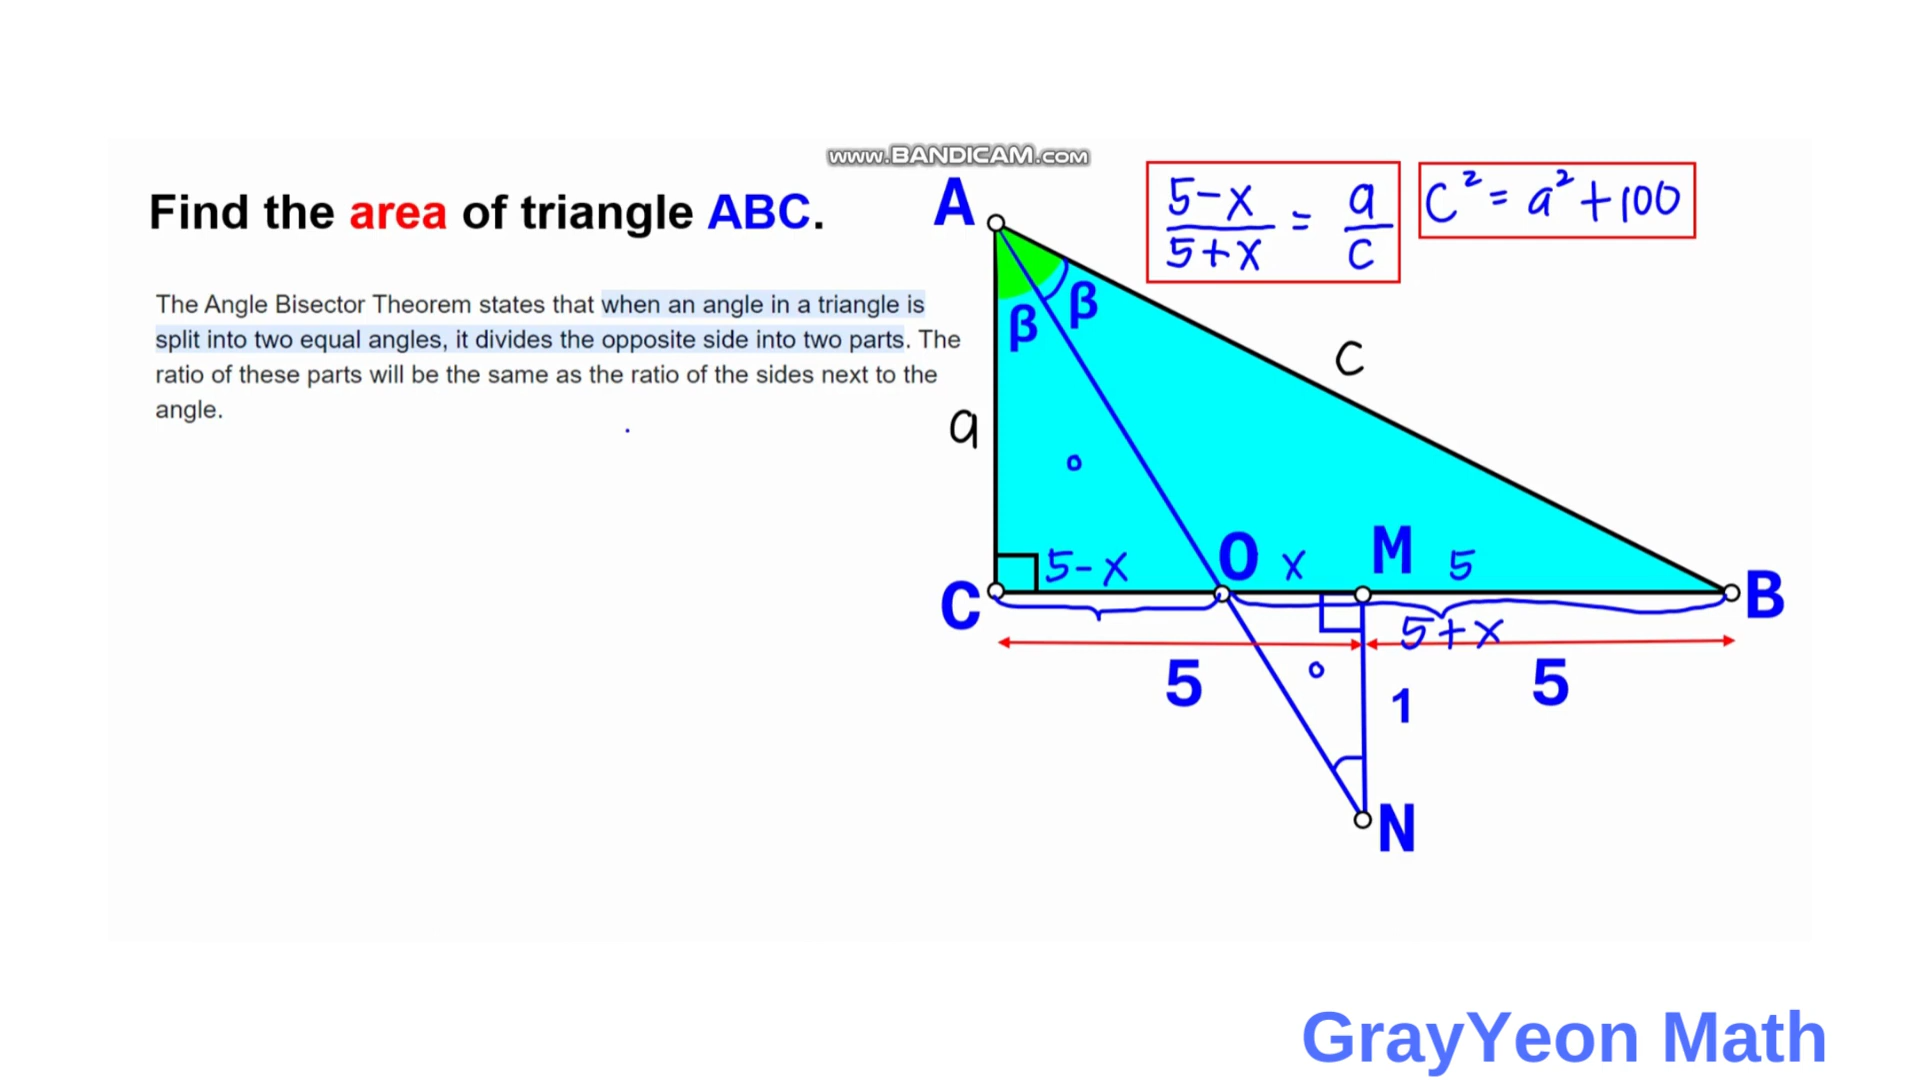 www.BANDICAM.com
Find the area of triangle ABC.
The Angle Bisector Theorem states that when an angle in a triangle is
split into two equal angles, it divides the opposite side into two parts. The
ratio of these parts will be the same as the ratio of the sides next to the
angle.
5-x / 5+x = a / c
c² = a² + 100
A
β
β
c
a
C
5-x
O
x
M
5
B
5+x
5
1
5
N
GrayYeon Math